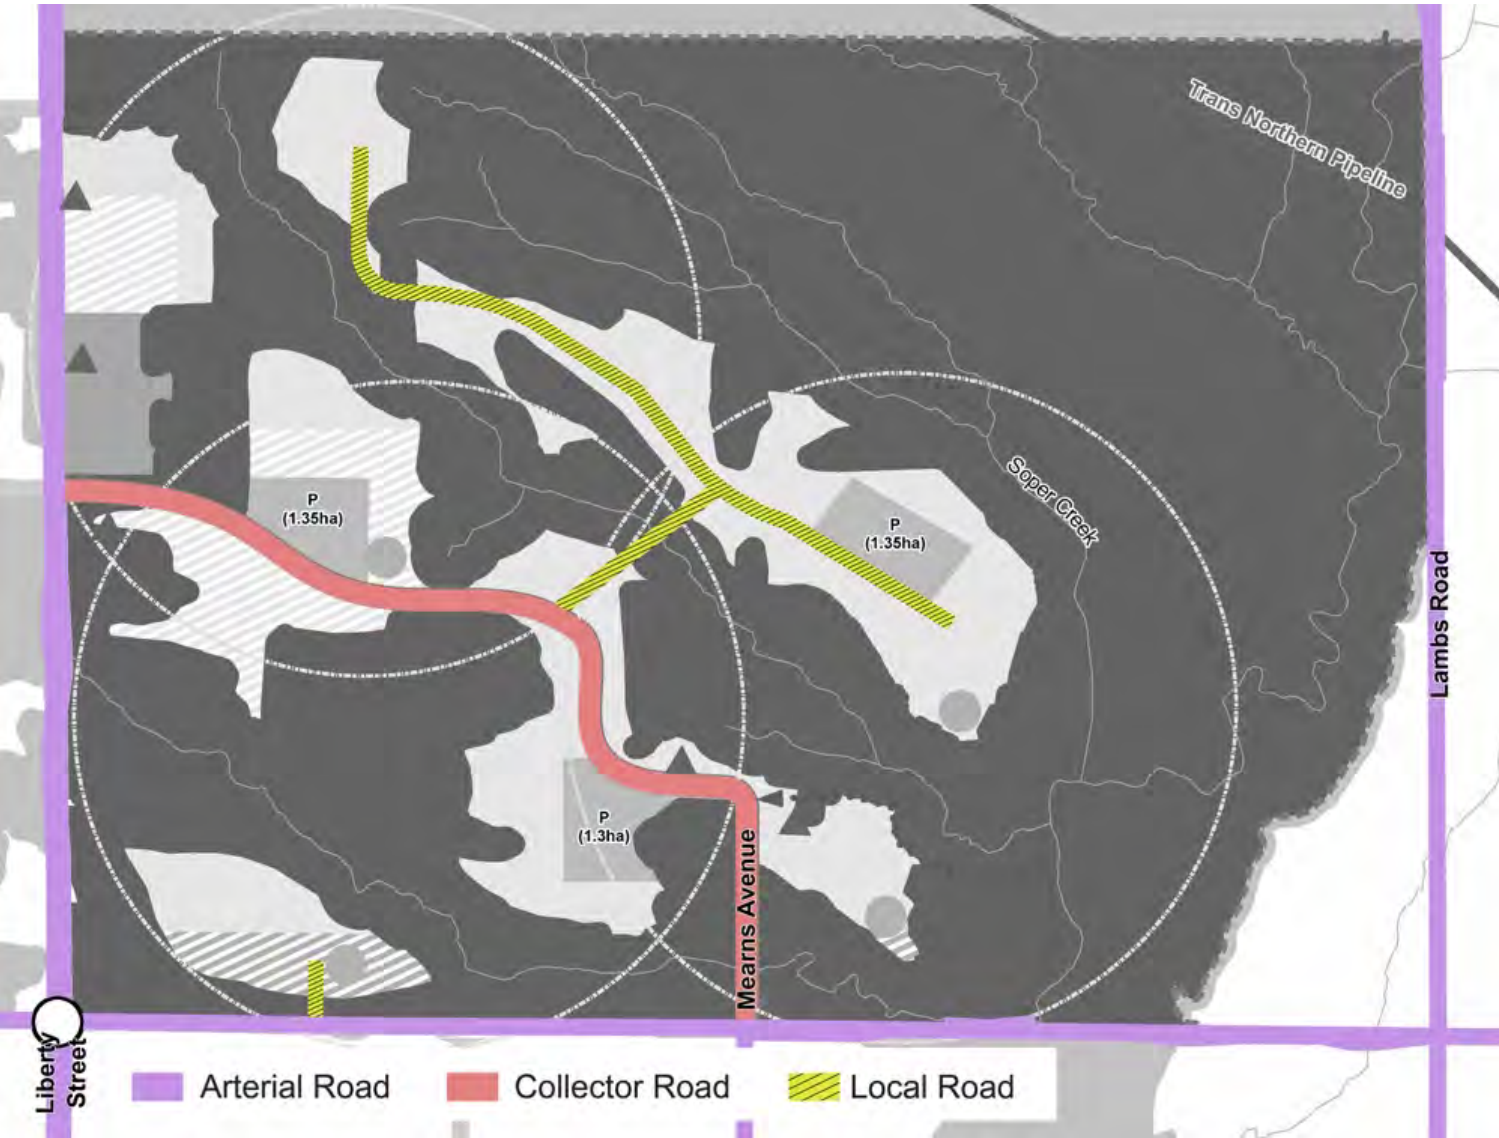 Trans Northern Pipeline
Soper Creek
P
(1.35ha)
P
(1.35ha)
Lambs Road
P
(1.3ha)
Mearns Avenue
Liberty
Street
Arterial Road
Collector Road
Local Road